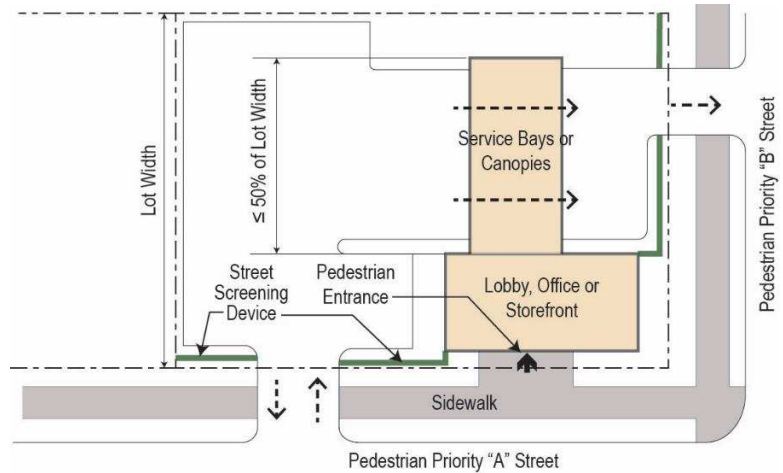 Lot Width
≤ 50% of Lot Width
Service Bays or
Canopies
Street
Screening
Device
Pedestrian
Entrance
Lobby, Office or
Storefront
Sidewalk
Pedestrian Priority “A” Street
Pedestrian Priority “B” Street